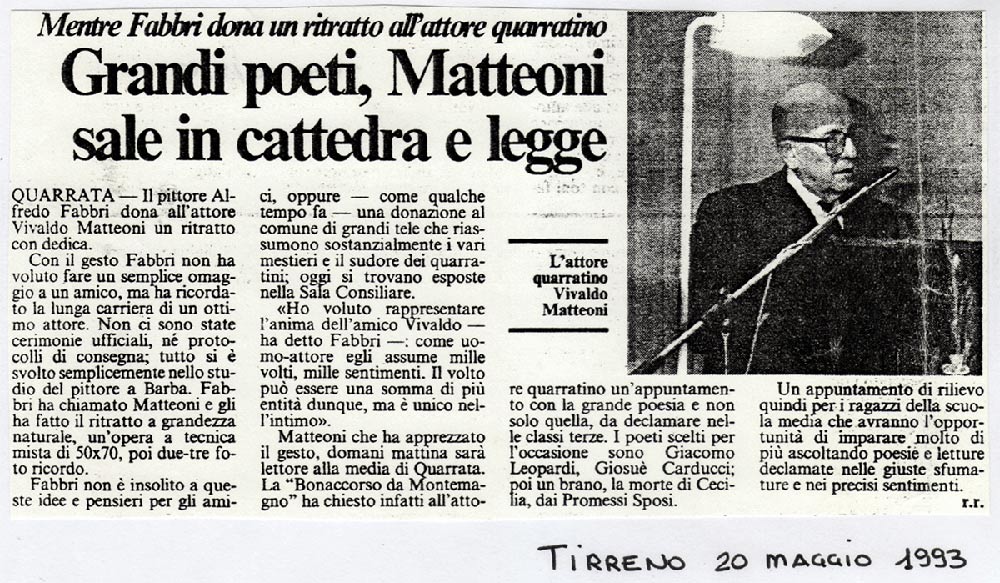 Mentre Fabbri dona un ritratto all'attore quarratino
Grandi poeti, Matteoni
sale in cattedra e legge
QUARRATA — Il pittore Al-
fredo Fabbri dona all'attore
Vivaldo Matteoni un ritratto
con dedica.
Con il gesto Fabbri non ha
voluto fare un semplice omag-
gio a un amico, ma ha ricorda-
to la lunga carriera di un otti-
mo attore. Non ci sono state
cerimonie ufficiali, né proto-
colli di consegna; tutto si è
svolto semplicemente nello stu-
dio del pittore a Barba. Fab-
bri ha chiamato Matteoni e gli
ha fatto il ritratto a grandezza
naturale, un'opera a tecnica
mista di 50x70, poi due-tre fo-
to ricordo.
Fabbri non è insolito a que-
ste idee e pensieri per gli ami-
ci, oppure — come qualche
tempo fa — una donazione al
comune di grandi tele che rias-
sumono sostanzialmente i vari
mestieri e il sudore dei quarra-
tini; oggi si trovano esposte
nella Sala Consiliare.
«Ho voluto rappresentare
l'anima dell'amico Vivaldo —
ha detto Fabbri —: come uo-
mo-attore egli assume mille
volti, mille sentimenti. Il volto
può essere una somma di più
entità dunque, ma è unico nel-
l'intimo».
Matteoni che ha apprezzato
il gesto, domani mattina sarà
lettore alla media di Quarrata.
La “Bonaccorso da Montema-
gno” ha chiesto infatti all'atto-
L'attore
quarratino
Vivaldo
Matteoni
re quarratino un'appuntamen-
to con la grande poesia e non
solo quella, da declamare nel-
le classi terze. I poeti scelti per
l'occasione sono Giacomo
Leopardi, Giosuè Carducci;
poi un brano, la morte di Ceci-
lia, dai Promessi Sposi.
Un appuntamento di rilievo
quindi per i ragazzi della scuo-
la media che avranno l'oppor-
tunità di imparare molto di
più ascoltando poesie e letture
declamate nelle giuste sfuma-
ture e nei precisi sentimenti.
r.r.
TIRRENO 20 MAGGIO 1993